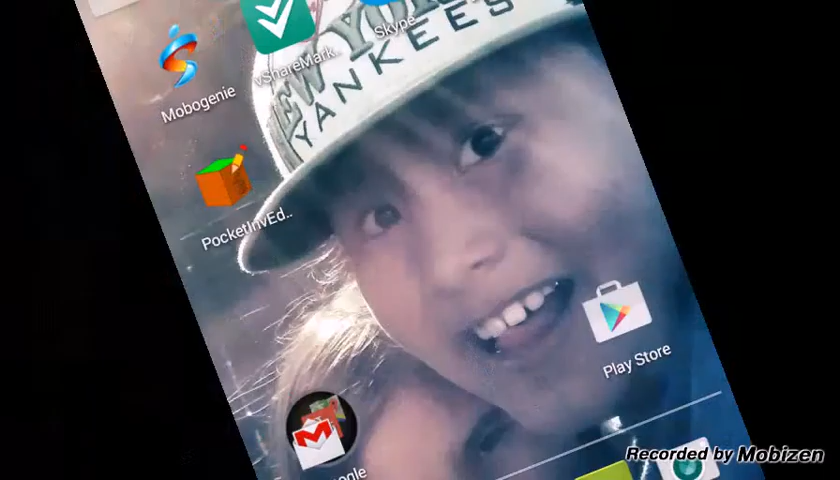 Skype
vShareMark..
Mobogenie
NEW YORK
YANKEES
PocketInvEd..
Play Store
Recorded by Mobizen